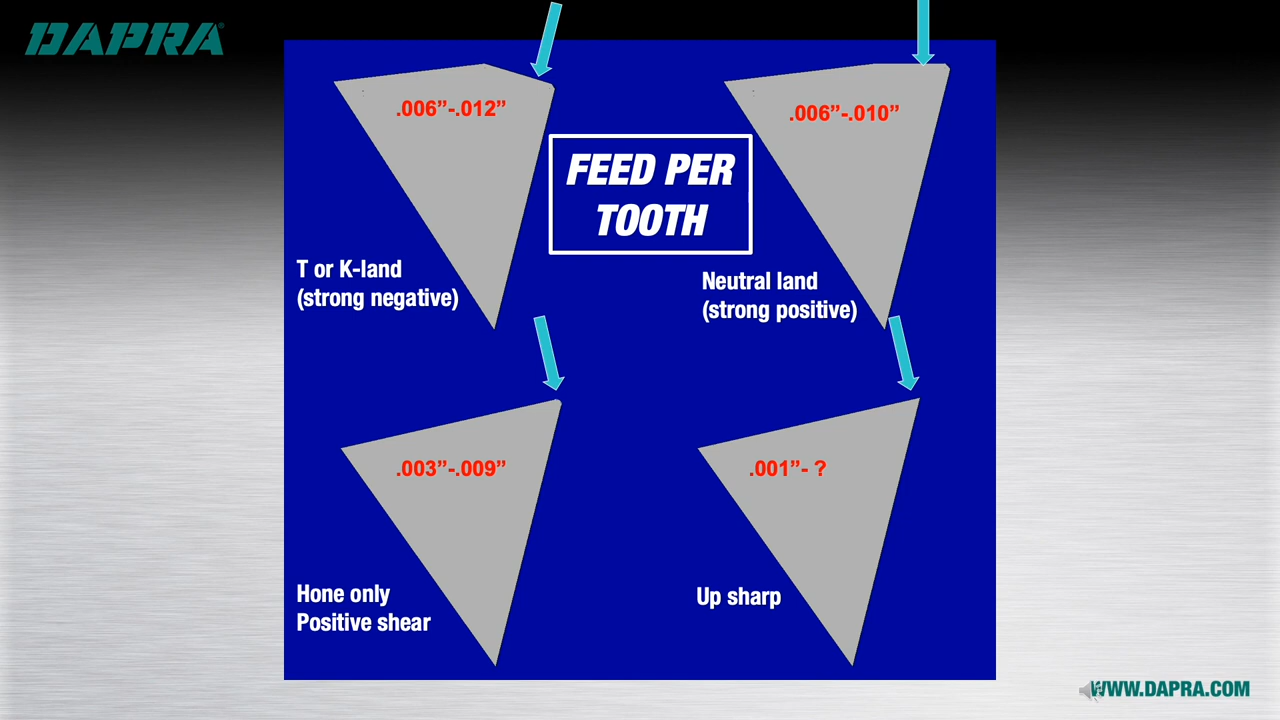 DAPRA®
.006”-.012”
.006”-.010”
FEED PER
TOOTH
T or K-land
(strong negative)
Neutral land
(strong positive)
.003”-.009”
.001”- ?
Hone only
Positive shear
Up sharp
WWW.DAPRA.COM